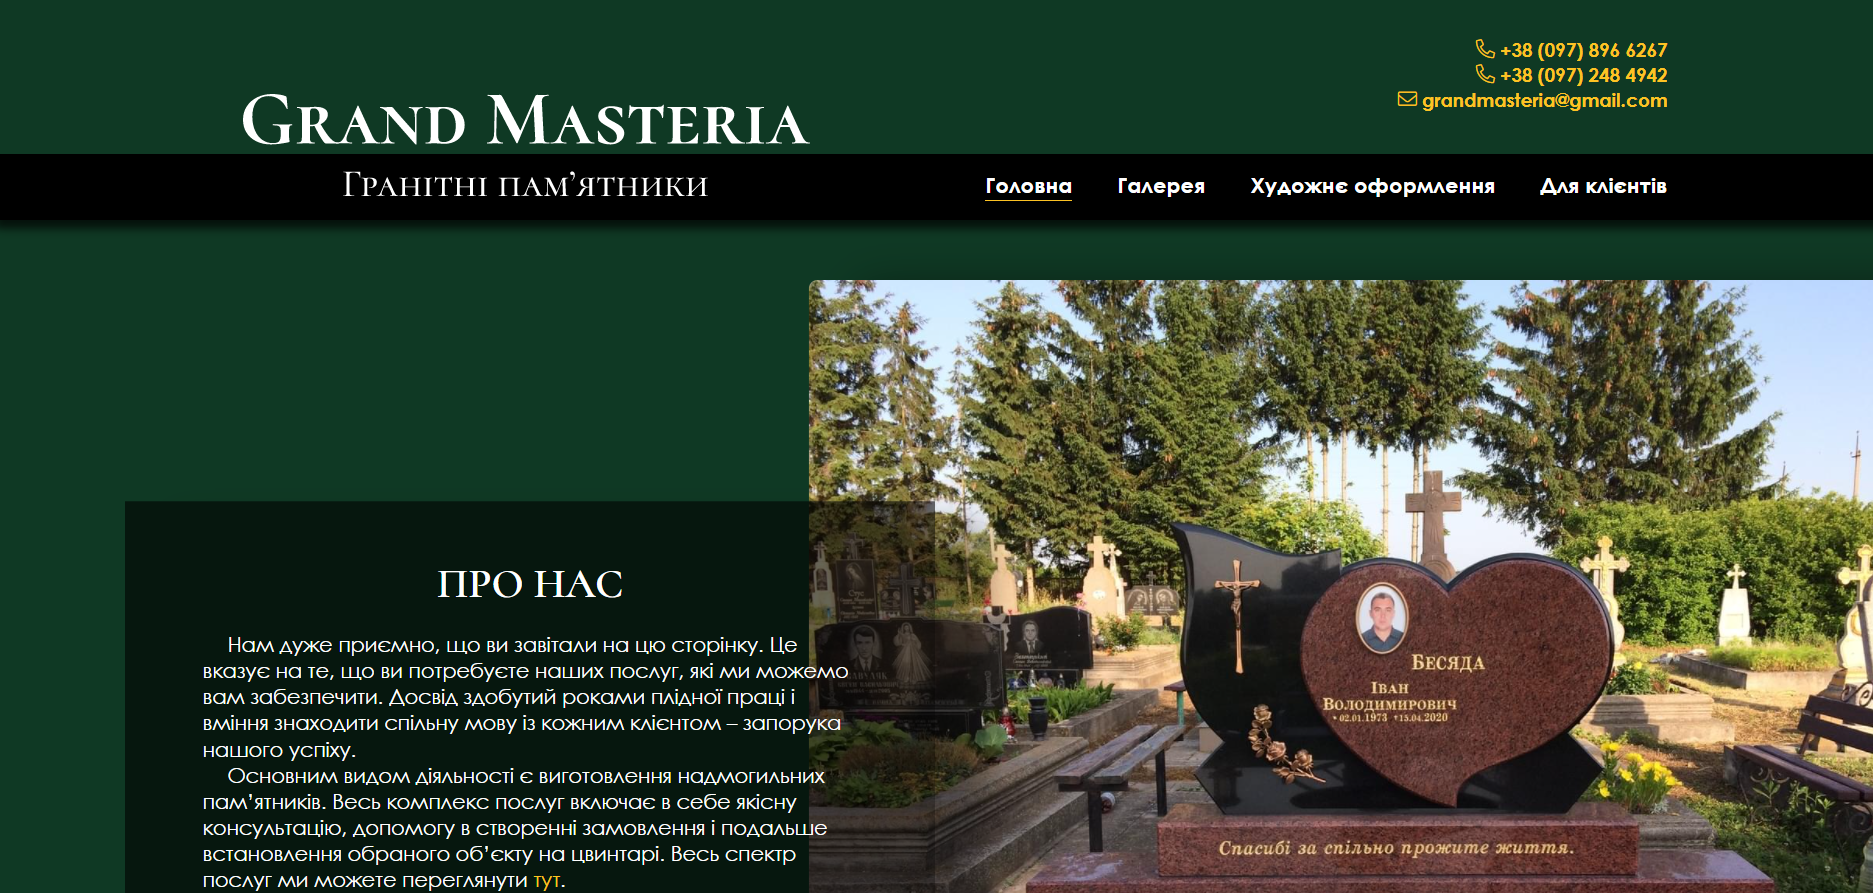 +38 (097) 896 6267
+38 (097) 248 4942
grandmasteria@gmail.com
Grand Masteria
Гранітні пам’ятники
Головна
Галерея
Художнє оформлення
Для клієнтів
ПРО НАС
Нам дуже приємно, що ви завітали на цю сторінку. Це
вказує на те, що ви потребуєте наших послуг, які ми можемо
вам забезпечити. Досвід здобутий роками плідної праці і
вміння знаходити спільну мову із кожним клієнтом – запорука
нашого успіху.
Основним видом діяльності є виготовлення надмогильних
пам’ятників. Весь комплекс послуг включає в себе якісну
консультацію, допомогу в створенні замовлення і подальше
встановлення обраного об’єкту на цвинтарі. Весь спектр
послуг ми можете переглянути тут.
Бесяда
Іван
Володимирович
02.01.1973 †15.04.2020
Спасибі за спільно прожите життя.